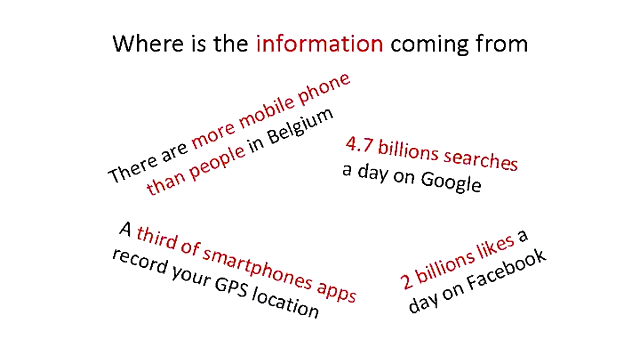 Where is the information coming from
There are more mobile phone
than people in Belgium
4.7 billions searches
a day on Google
A third of smartphones apps
record your GPS location
2 billions likes a
day on Facebook